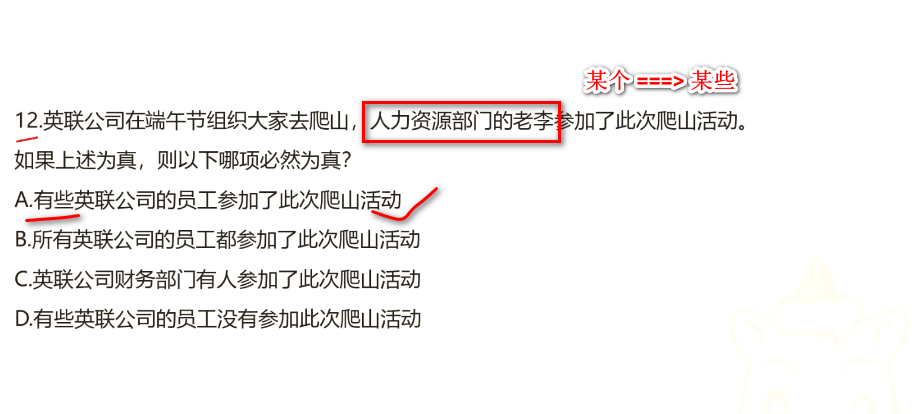 某个 ===> 某些
12.英联公司在端午节组织大家去爬山，人力资源部门的老李参加了此次爬山活动。
如果上述为真，则以下哪项必然为真？
A.有些英联公司的员工参加了此次爬山活动
B.所有英联公司的员工都参加了此次爬山活动
C.英联公司财务部门有人参加了此次爬山活动
D.有些英联公司的员工没有参加此次爬山活动